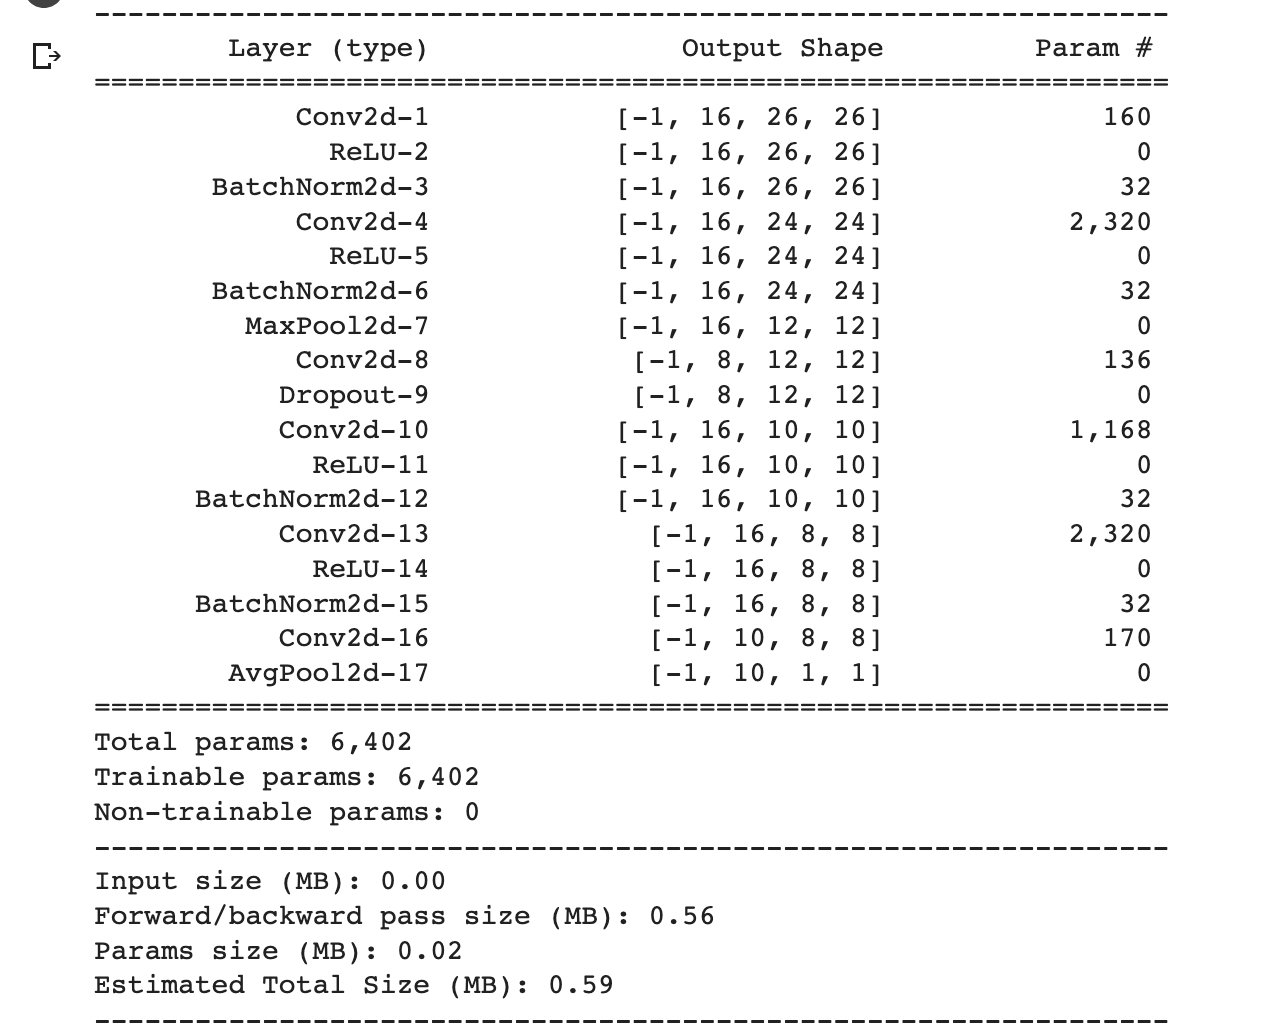 ----------------------------------------------------------------
Layer (type) Output Shape Param #
================================================================
Conv2d-1 [-1, 16, 26, 26] 160
ReLU-2 [-1, 16, 26, 26] 0
BatchNorm2d-3 [-1, 16, 26, 26] 32
Conv2d-4 [-1, 16, 24, 24] 2,320
ReLU-5 [-1, 16, 24, 24] 0
BatchNorm2d-6 [-1, 16, 24, 24] 32
MaxPool2d-7 [-1, 16, 12, 12] 0
Conv2d-8 [-1, 8, 12, 12] 136
Dropout-9 [-1, 8, 12, 12] 0
Conv2d-10 [-1, 16, 10, 10] 1,168
ReLU-11 [-1, 16, 10, 10] 0
BatchNorm2d-12 [-1, 16, 10, 10] 32
Conv2d-13 [-1, 16, 8, 8] 2,320
ReLU-14 [-1, 16, 8, 8] 0
BatchNorm2d-15 [-1, 16, 8, 8] 32
Conv2d-16 [-1, 10, 8, 8] 170
AvgPool2d-17 [-1, 10, 1, 1] 0
================================================================
Total params: 6,402
Trainable params: 6,402
Non-trainable params: 0
----------------------------------------------------------------
Input size (MB): 0.00
Forward/backward pass size (MB): 0.56
Params size (MB): 0.02
Estimated Total Size (MB): 0.59
----------------------------------------------------------------